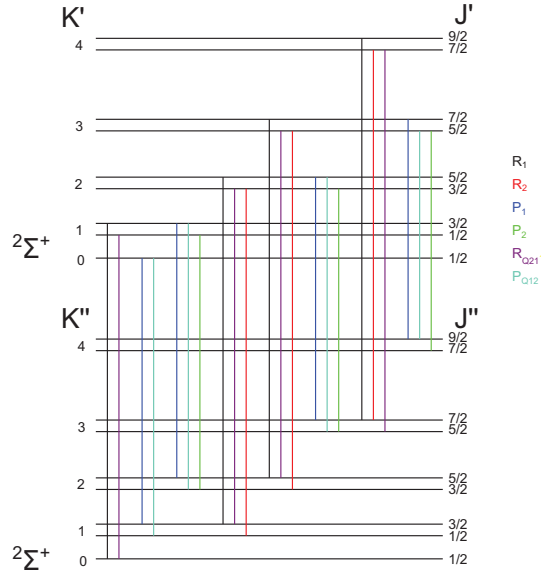 K' J'
4 9/2
7/2
3 7/2
5/2
2 5/2
3/2
1 3/2
1/2
²Σ⁺ 0 1/2
R₁
R₂
P₁
P₂
R_Q21
P_Q12
K" J"
4 9/2
7/2
3 7/2
5/2
2 5/2
3/2
1 3/2
1/2
²Σ⁺ 0 1/2